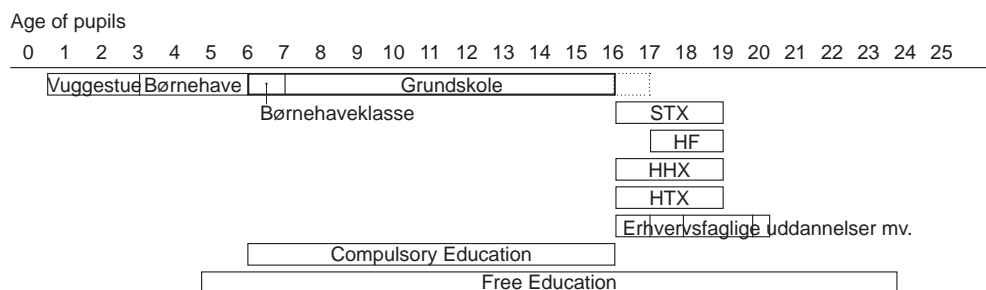 Age of pupils
0 1 2 3 4 5 6 7 8 9 10 11 12 13 14 15 16 17 18 19 20 21 22 23 24 25
Vuggestue Børnehave Grundskole
Børnehaveklasse STX
HF
HHX
HTX
Erhvervsfaglige uddannelser mv.
Compulsory Education
Free Education